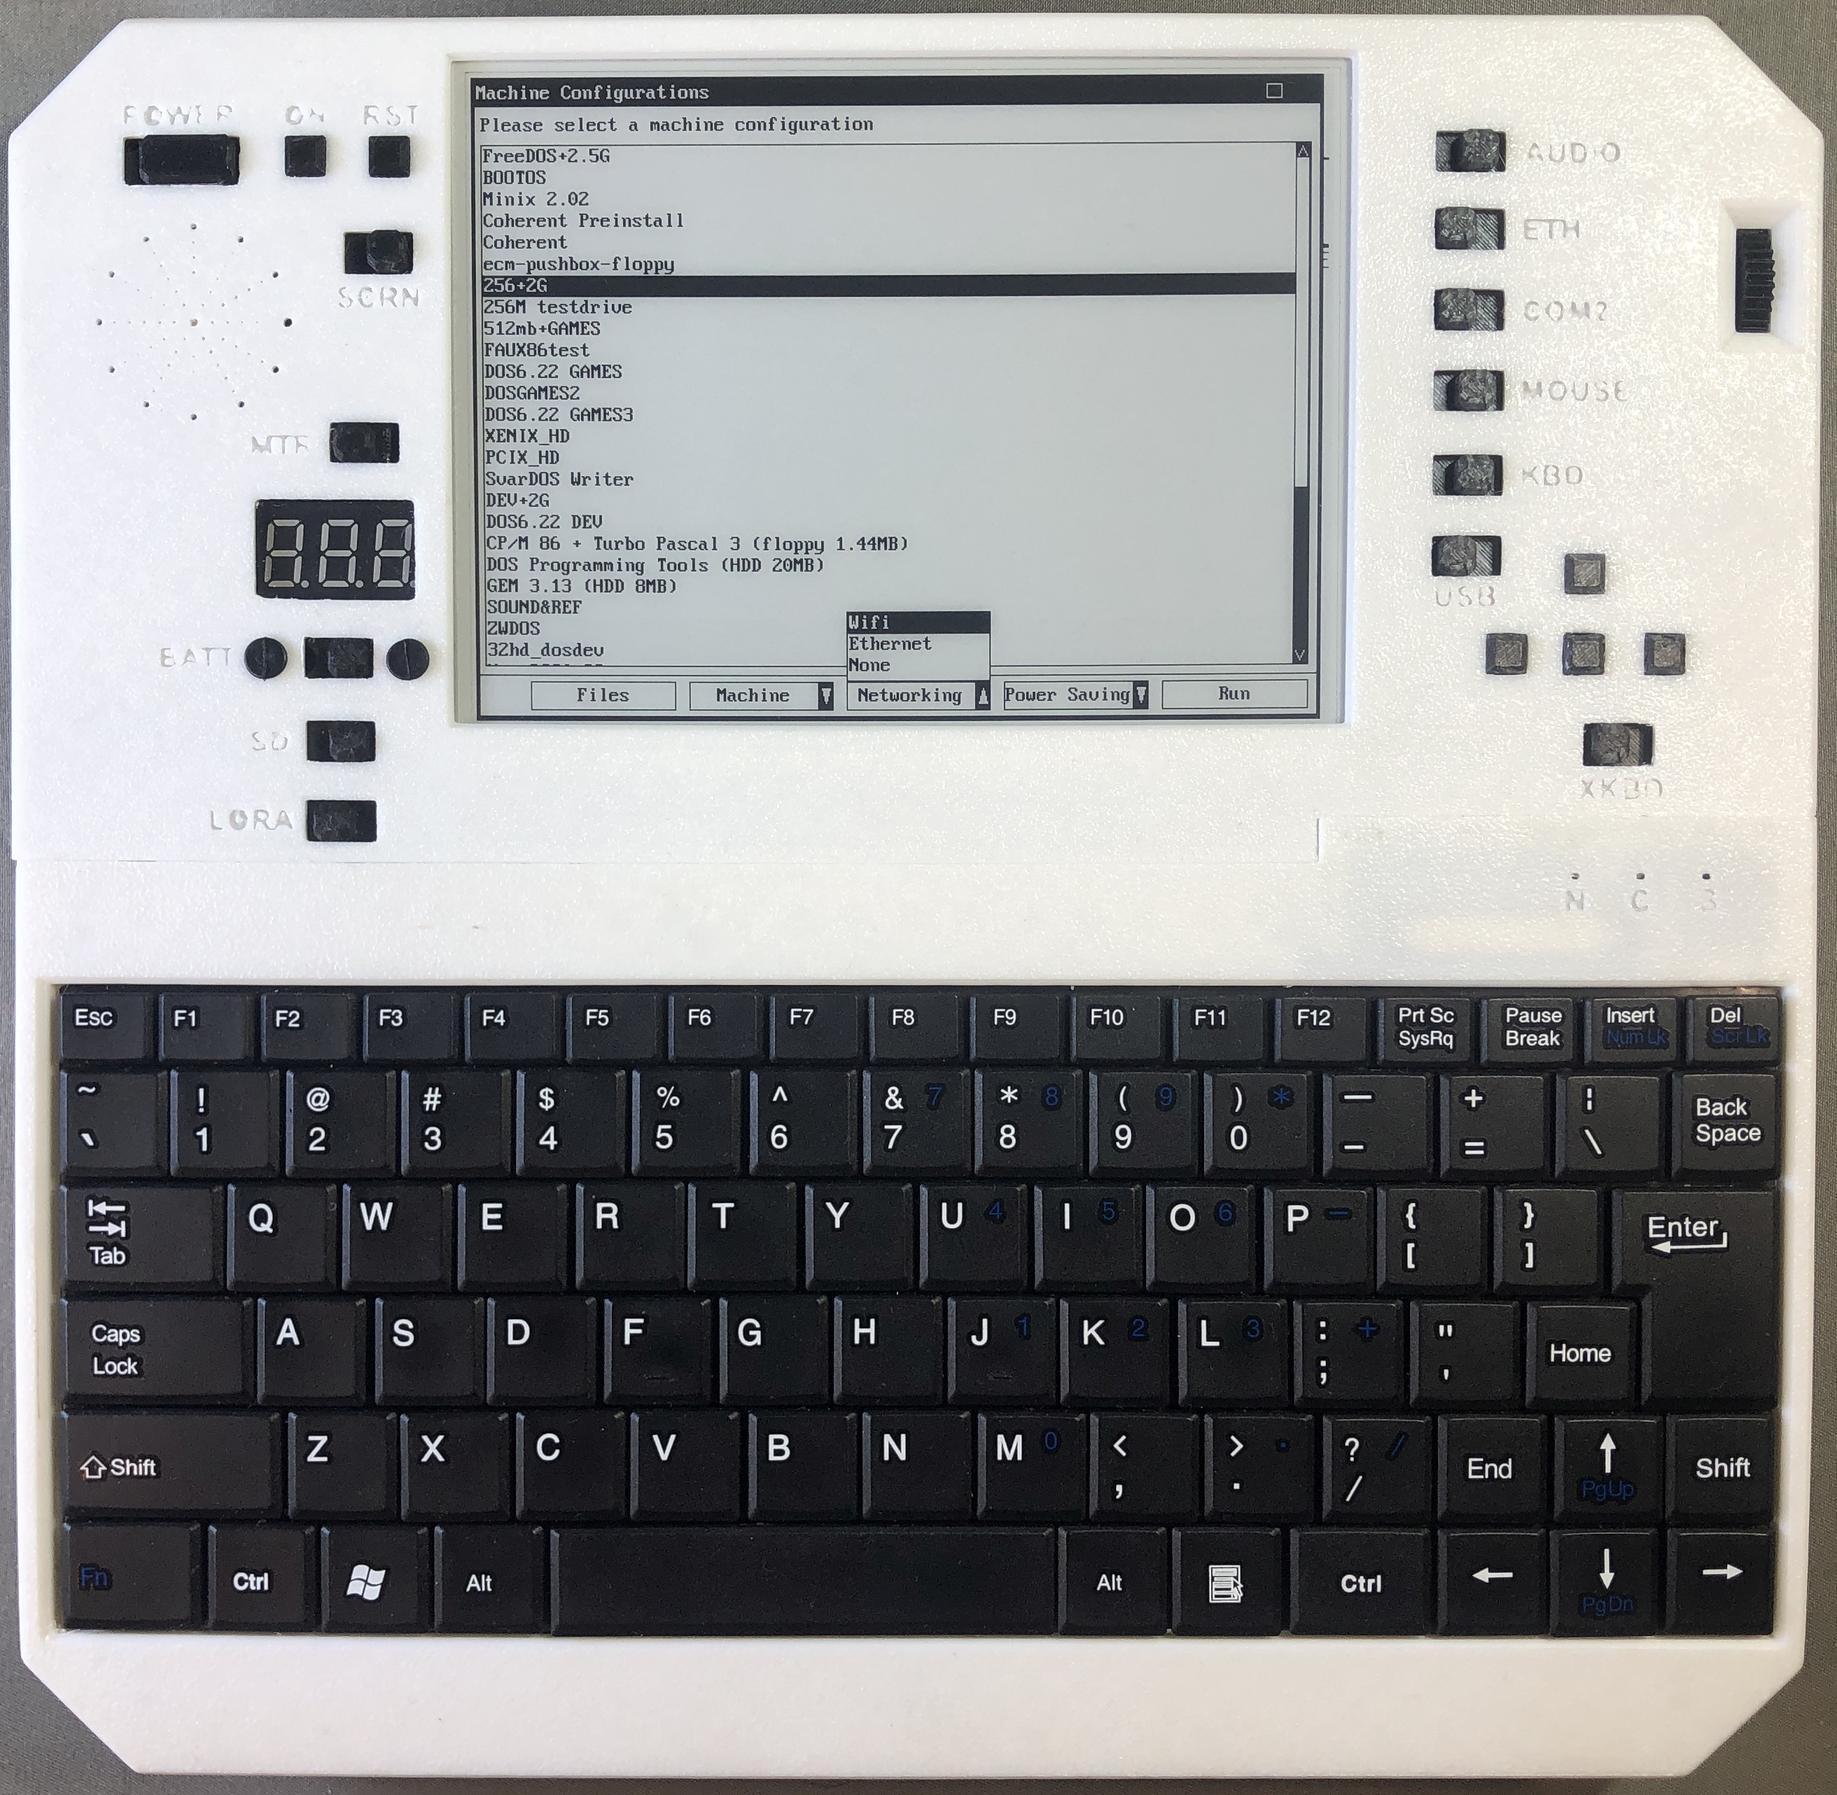 POWER ON RST
SCRN
MTR
BATT
SD
LORA
Machine Configurations
Please select a machine configuration
FreeDOS+2.5G
BOOTOS
Minix 2.02
Coherent Preinstall
Coherent
ecm-pushbox-floppy
256+2G
256M testdrive
512mb+GAMES
FAUX86test
DOS6.22 GAMES
DOSGAMES2
DOS6.22 GAMES3
XENIX_HD
PCIX_HD
SvarDOS Writer
DEV+2G
DOS6.22 DEV
CP/M 86 + Turbo Pascal 3 (floppy 1.44MB)
DOS Programming Tools (HDD 20MB)
GEM 3.13 (HDD 8MB)
SOUND&REF
ZWDOS
32hd_dosdev
Wifi
Ethernet
None
Files Machine Networking Power Saving Run
AUDIO
ETH
COM2
MOUSE
KBD
USB
XKBD
N C
Esc F1 F2 F3 F4 F5 F6 F7 F8 F9 F10 F11 F12 Prt Sc Pause Insert Del
SysRq Break Num Lk Scr Lk
~ ! @ # $ % ^ & 7 * 8 ( 9 ) * — + ¦ Back
` 1 2 3 4 5 6 7 8 9 0 - = \ Space
Tab Q W E R T Y U 4 I 5 O 6 P - { } Enter
[ ]
Caps A S D F G H J 1 K 2 L 3 : + " Home
Lock ; '
Shift Z X C V B N M 0 < > . ? / End PgUp Shift
, . /
Fn Ctrl Alt Alt Ctrl ← ↓ →
PgDn